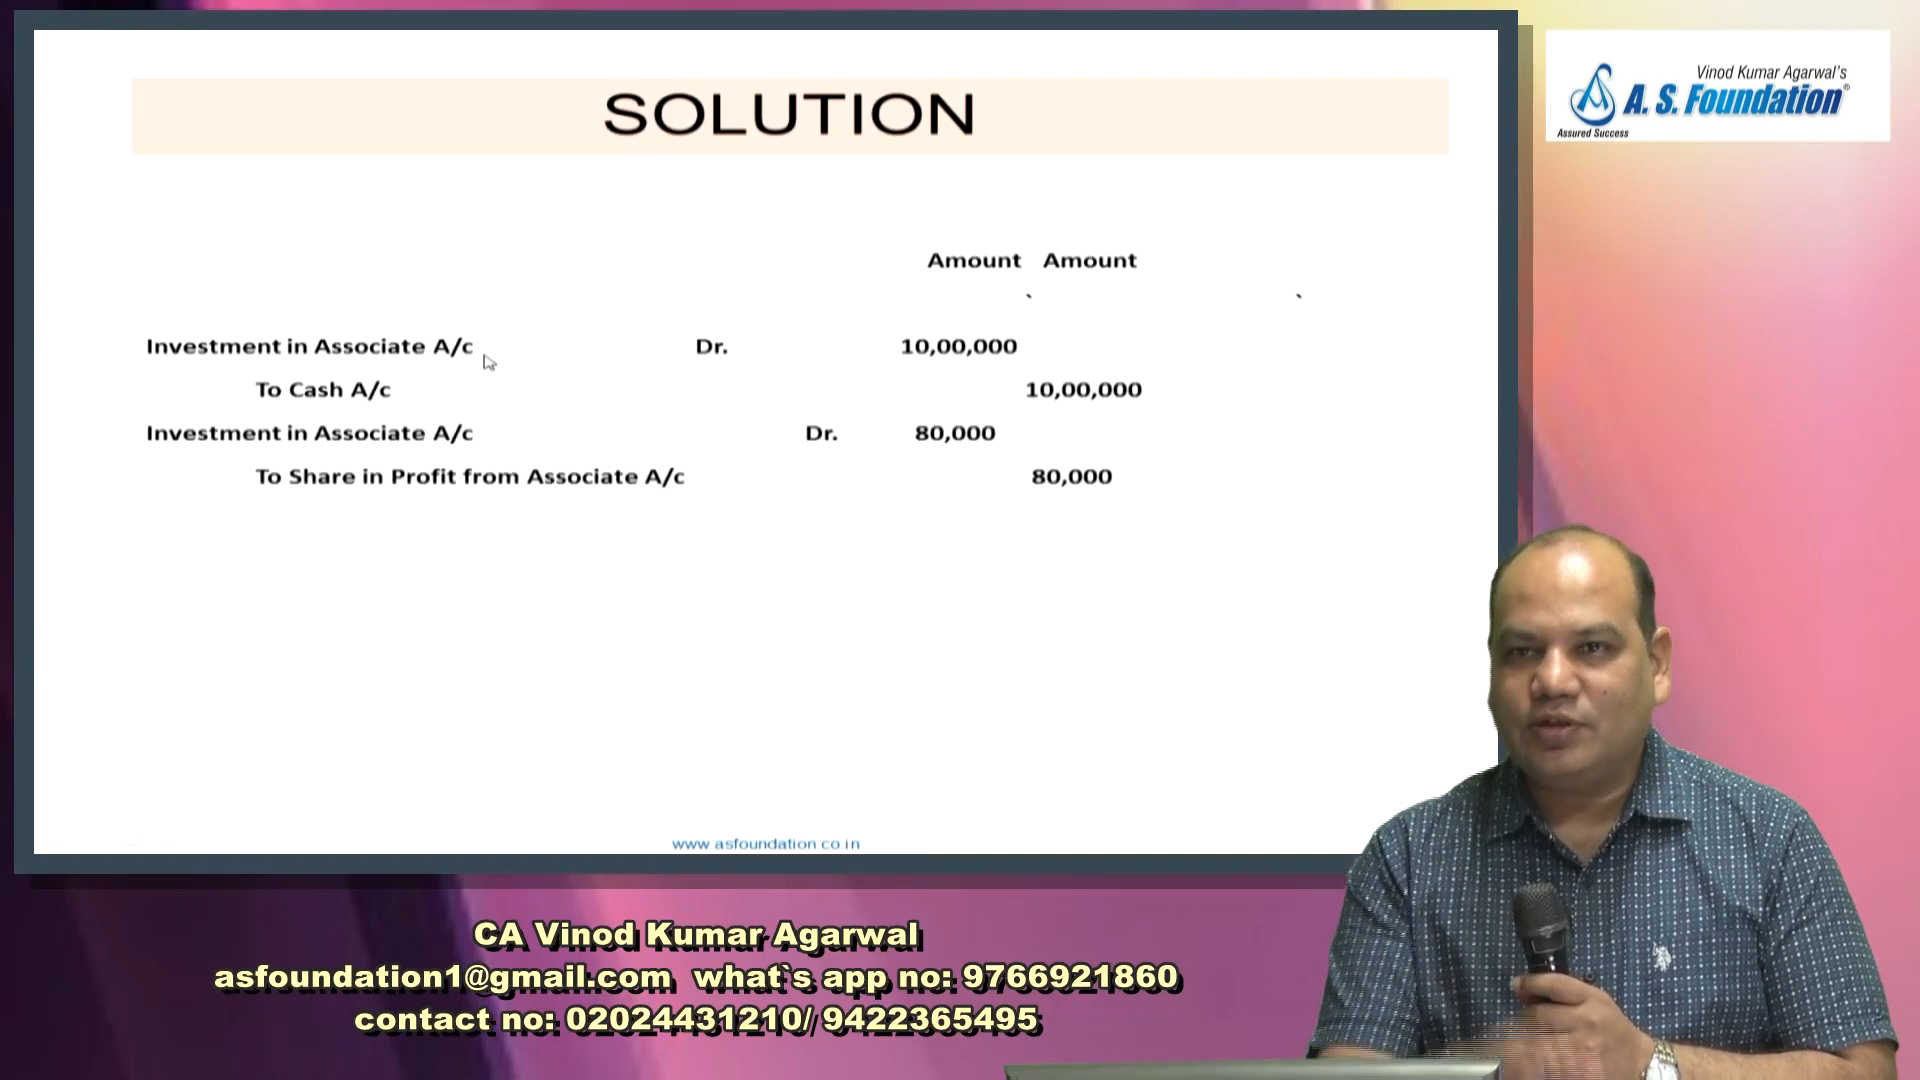 SOLUTION
Vinod Kumar Agarwal's
A. S. Foundation®
Assured Success
Amount Amount
` `
Investment in Associate A/c Dr. 10,00,000
To Cash A/c 10,00,000
Investment in Associate A/c Dr. 80,000
To Share in Profit from Associate A/c 80,000
www.asfoundation.co.in
CA Vinod Kumar Agarwal
asfoundation1@gmail.com what`s app no: 9766921860
contact no: 02024431210/ 9422365495